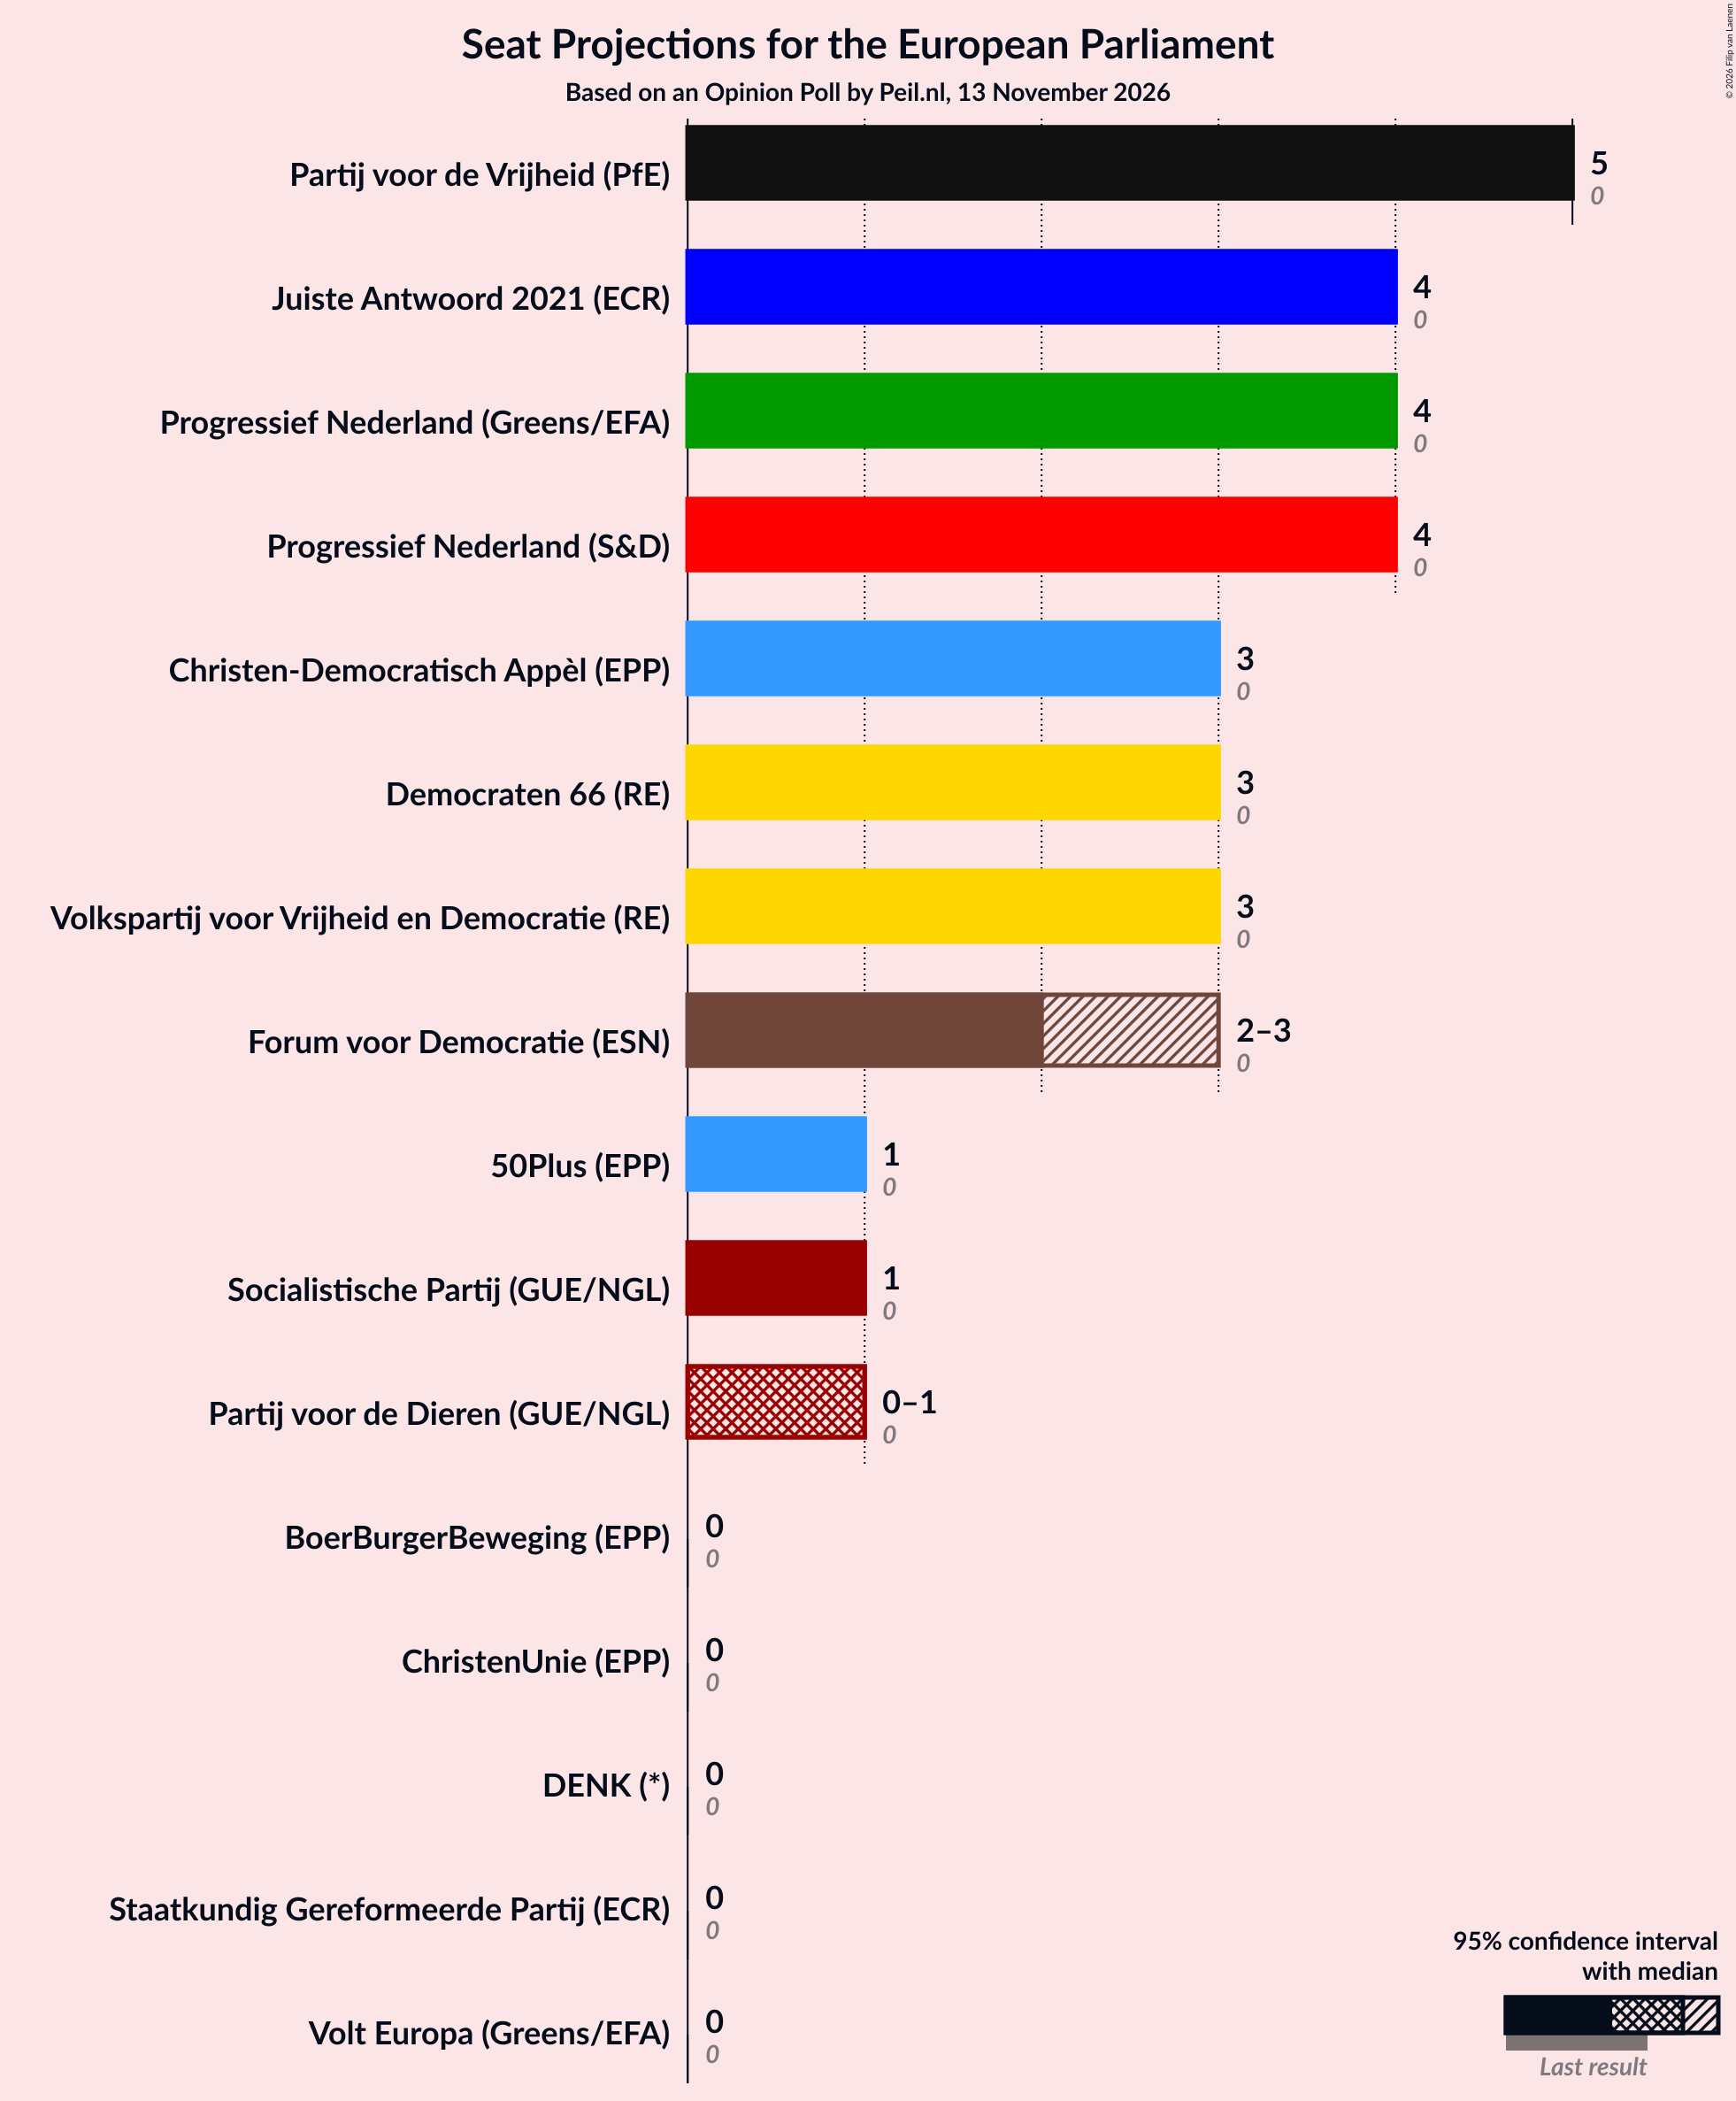 Seat Projections for the European Parliament
Based on an Opinion Poll by Peil.nl, 13 November 2026
© 2026 Filip van Laenen
Partij voor de Vrijheid (PfE)
5
0
Juiste Antwoord 2021 (ECR)
4
0
Progressief Nederland (Greens/EFA)
4
0
Progressief Nederland (S&D)
4
0
Christen-Democratisch Appèl (EPP)
3
0
Democraten 66 (RE)
3
0
Volkspartij voor Vrijheid en Democratie (RE)
3
0
Forum voor Democratie (ESN)
2–3
0
50Plus (EPP)
1
0
Socialistische Partij (GUE/NGL)
1
0
Partij voor de Dieren (GUE/NGL)
0–1
0
BoerBurgerBeweging (EPP)
0
0
ChristenUnie (EPP)
0
0
DENK (*)
0
0
Staatkundig Gereformeerde Partij (ECR)
0
0
Volt Europa (Greens/EFA)
0
0
95% confidence interval
with median
Last result